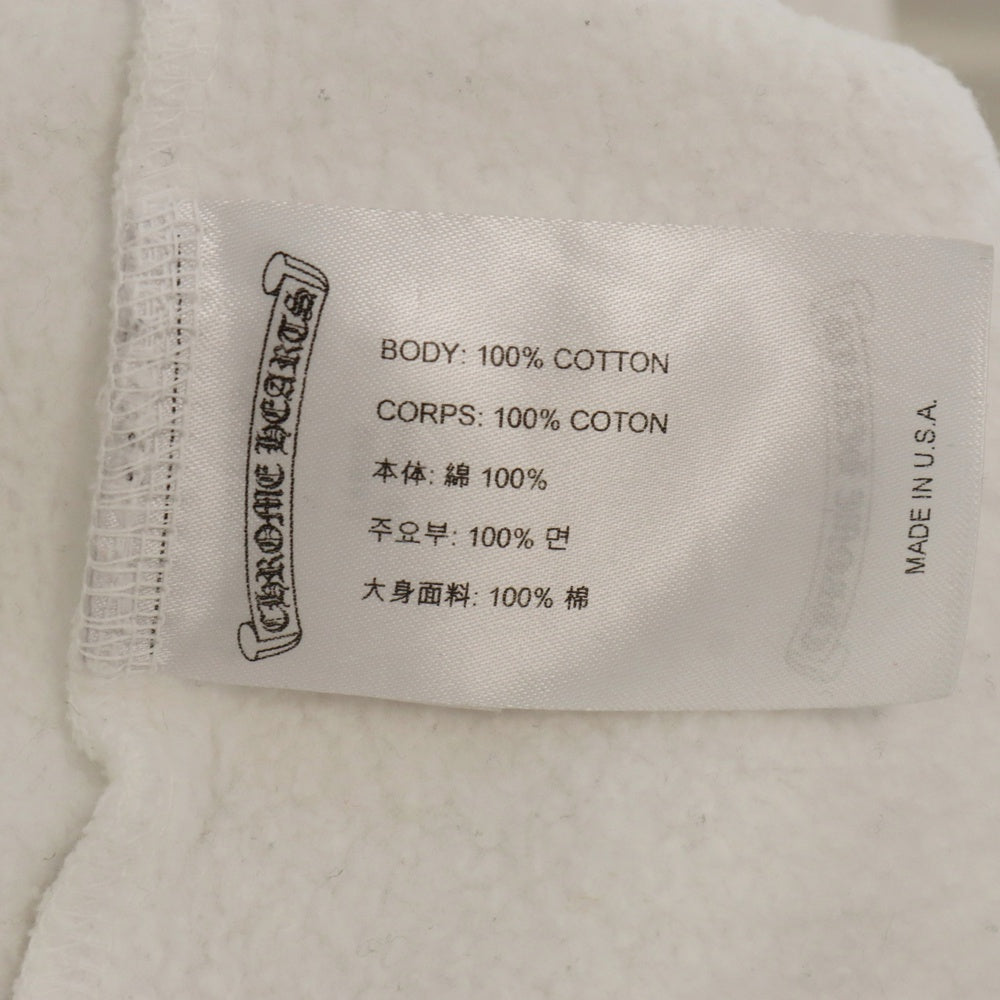 CHROME HEARTS
BODY: 100% COTTON
CORPS: 100% COTON
本体: 綿 100%
주요부: 100% 면
大身面料: 100% 棉
MADE IN U.S.A.